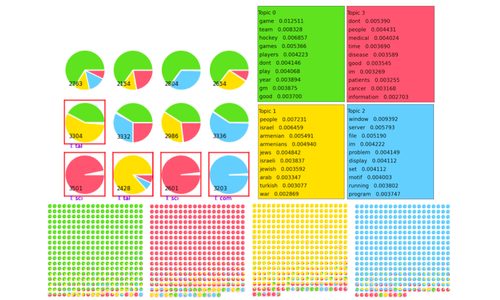 Topic 0
game 0.012511
team 0.008328
hockey 0.006857
games 0.005366
players 0.004223
dont 0.004146
play 0.004068
year 0.003894
gm 0.003875
good 0.003700
Topic 3
dont 0.005390
people 0.004431
medical 0.004024
time 0.003690
disease 0.003589
good 0.003545
im 0.003269
patients 0.003255
cancer 0.003168
information 0.002703
2793
2154
2894
2654
3304
3332
2986
3136
T tal
Topic 1
people 0.007231
israel 0.006459
armenian 0.005491
armenians 0.004940
jews 0.004842
israeli 0.003837
jewish 0.003592
arab 0.003347
turkish 0.003077
war 0.002869
Topic 2
window 0.009392
server 0.005793
file 0.005190
im 0.004222
problem 0.004149
display 0.004112
set 0.004112
motif 0.004003
running 0.003802
program 0.003747
2428
2601
3203